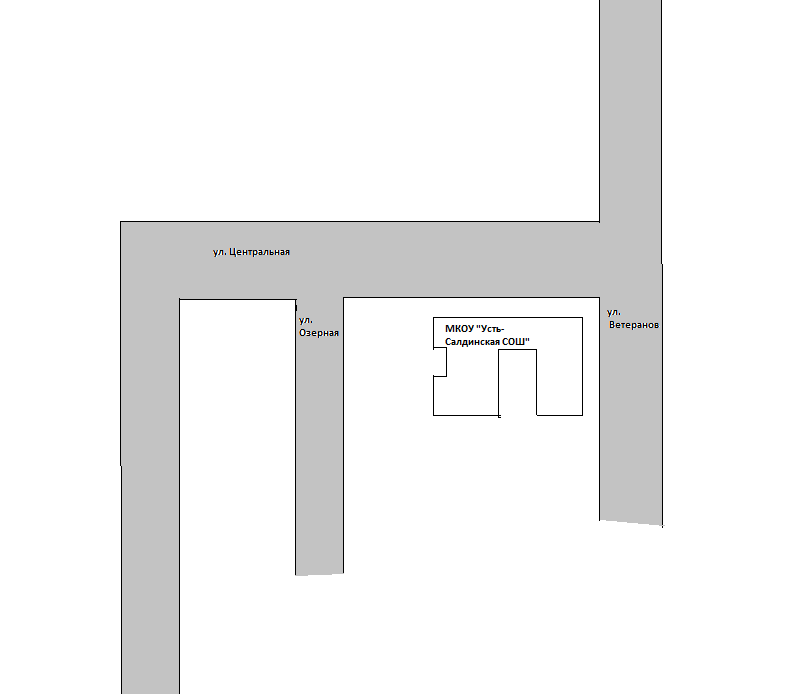 ул. Центральная
ул.
Озерная
МКОУ "Усть-
Салдинская СОШ"
ул.
Ветеранов